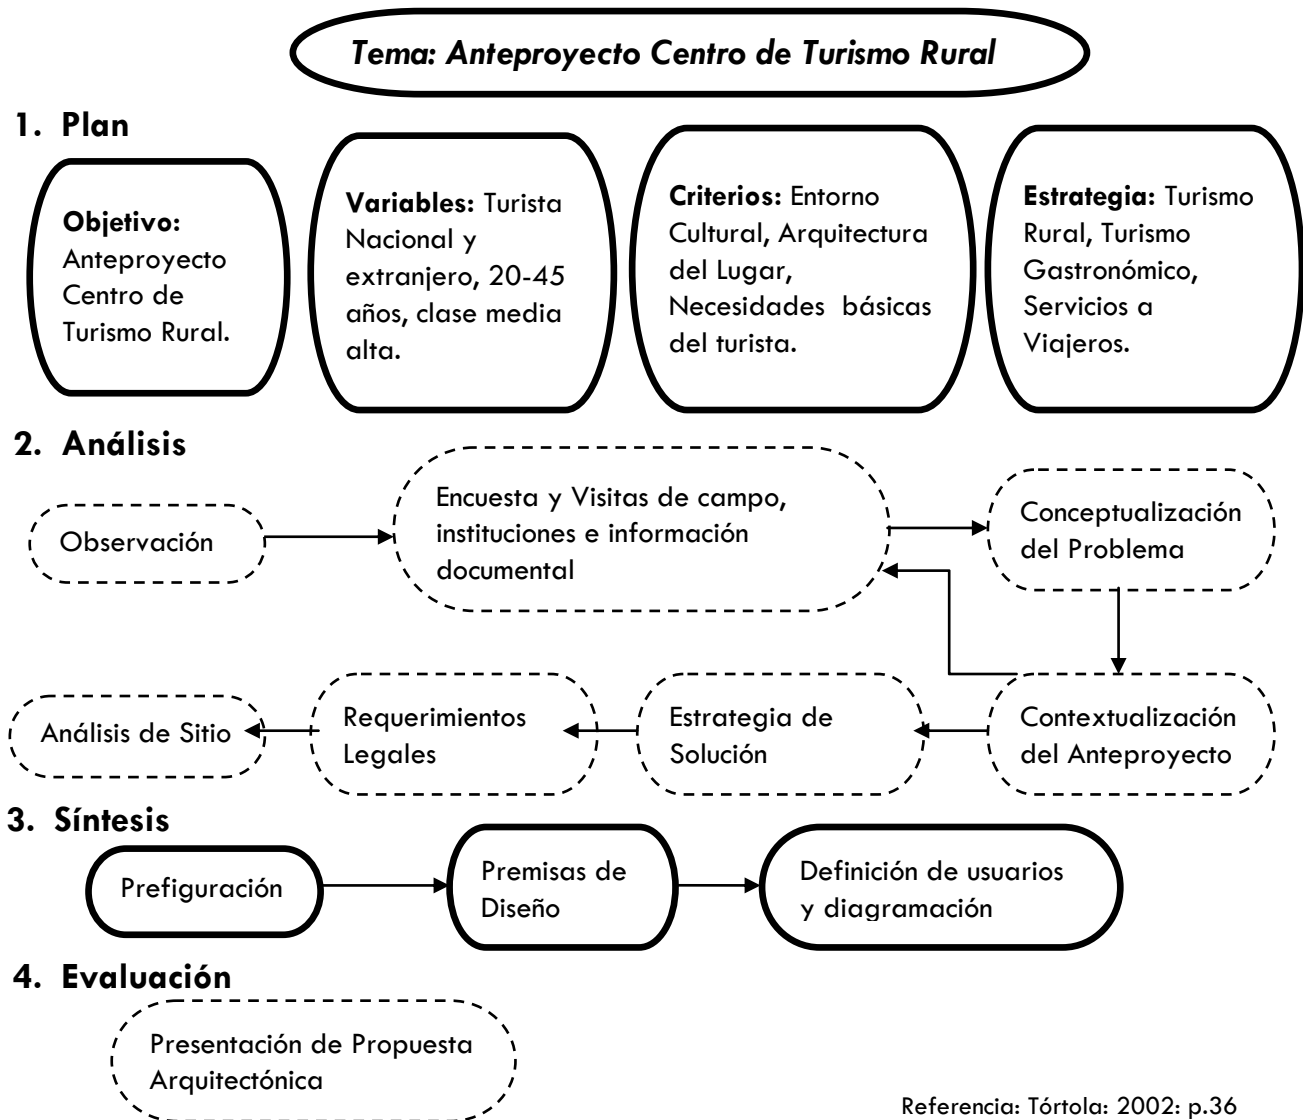 Tema: Anteproyecto Centro de Turismo Rural
1. Plan
Objetivo:
Anteproyecto
Centro de
Turismo Rural.
Variables: Turista
Nacional y
extranjero, 20-45
años, clase media
alta.
Criterios: Entorno
Cultural, Arquitectura
del Lugar,
Necesidades básicas
del turista.
Estrategia: Turismo
Rural, Turismo
Gastronómico,
Servicios a
Viajeros.
2. Análisis
Observación
Encuesta y Visitas de campo,
instituciones e información
documental
Conceptualización
del Problema
Análisis de Sitio
Requerimientos
Legales
Estrategia de
Solución
Contextualización
del Anteproyecto
3. Síntesis
Prefiguración
Premisas de
Diseño
Definición de usuarios
y diagramación
4. Evaluación
Presentación de Propuesta
Arquitectónica
Referencia: Tórtola: 2002: p.36